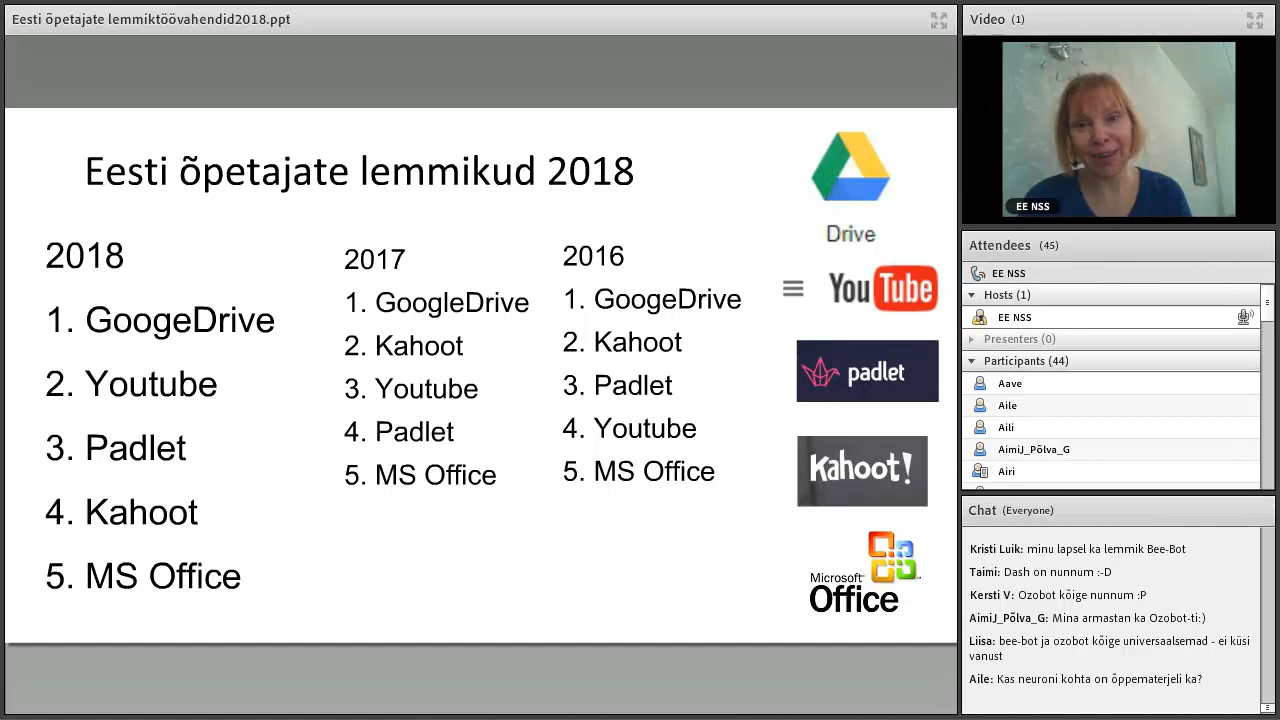 Eesti õpetajate lemmiktöövahendid2018.ppt
Eesti õpetajate lemmikud 2018
2018
1. GoogeDrive
2. Youtube
3. Padlet
4. Kahoot
5. MS Office
2017
1. GoogleDrive
2. Kahoot
3. Youtube
4. Padlet
5. MS Office
2016
1. GoogeDrive
2. Kahoot
3. Padlet
4. Youtube
5. MS Office
Drive
YouTube
padlet
Kahoot!
Microsoft
Office
Video (1)
EE NSS
Attendees (45)
EE NSS
Hosts (1)
EE NSS
Presenters (0)
Participants (44)
Aave
Aile
Aili
AimiJ_Põlva_G
Airi
Chat (Everyone)
Kristi Luik: minu lapsel ka lemmik Bee-Bot
Taimi: Dash on nunnum :-D
Kersti V: Ozobot kõige nunnum :P
AimiJ_Põlva_G: Mina armastan ka Ozobot-ti:)
Liisa: bee-bot ja ozobot kõige universaalsemad - ei küsi
vanust
Aile: Kas neuroni kohta on õppematerjeli ka?